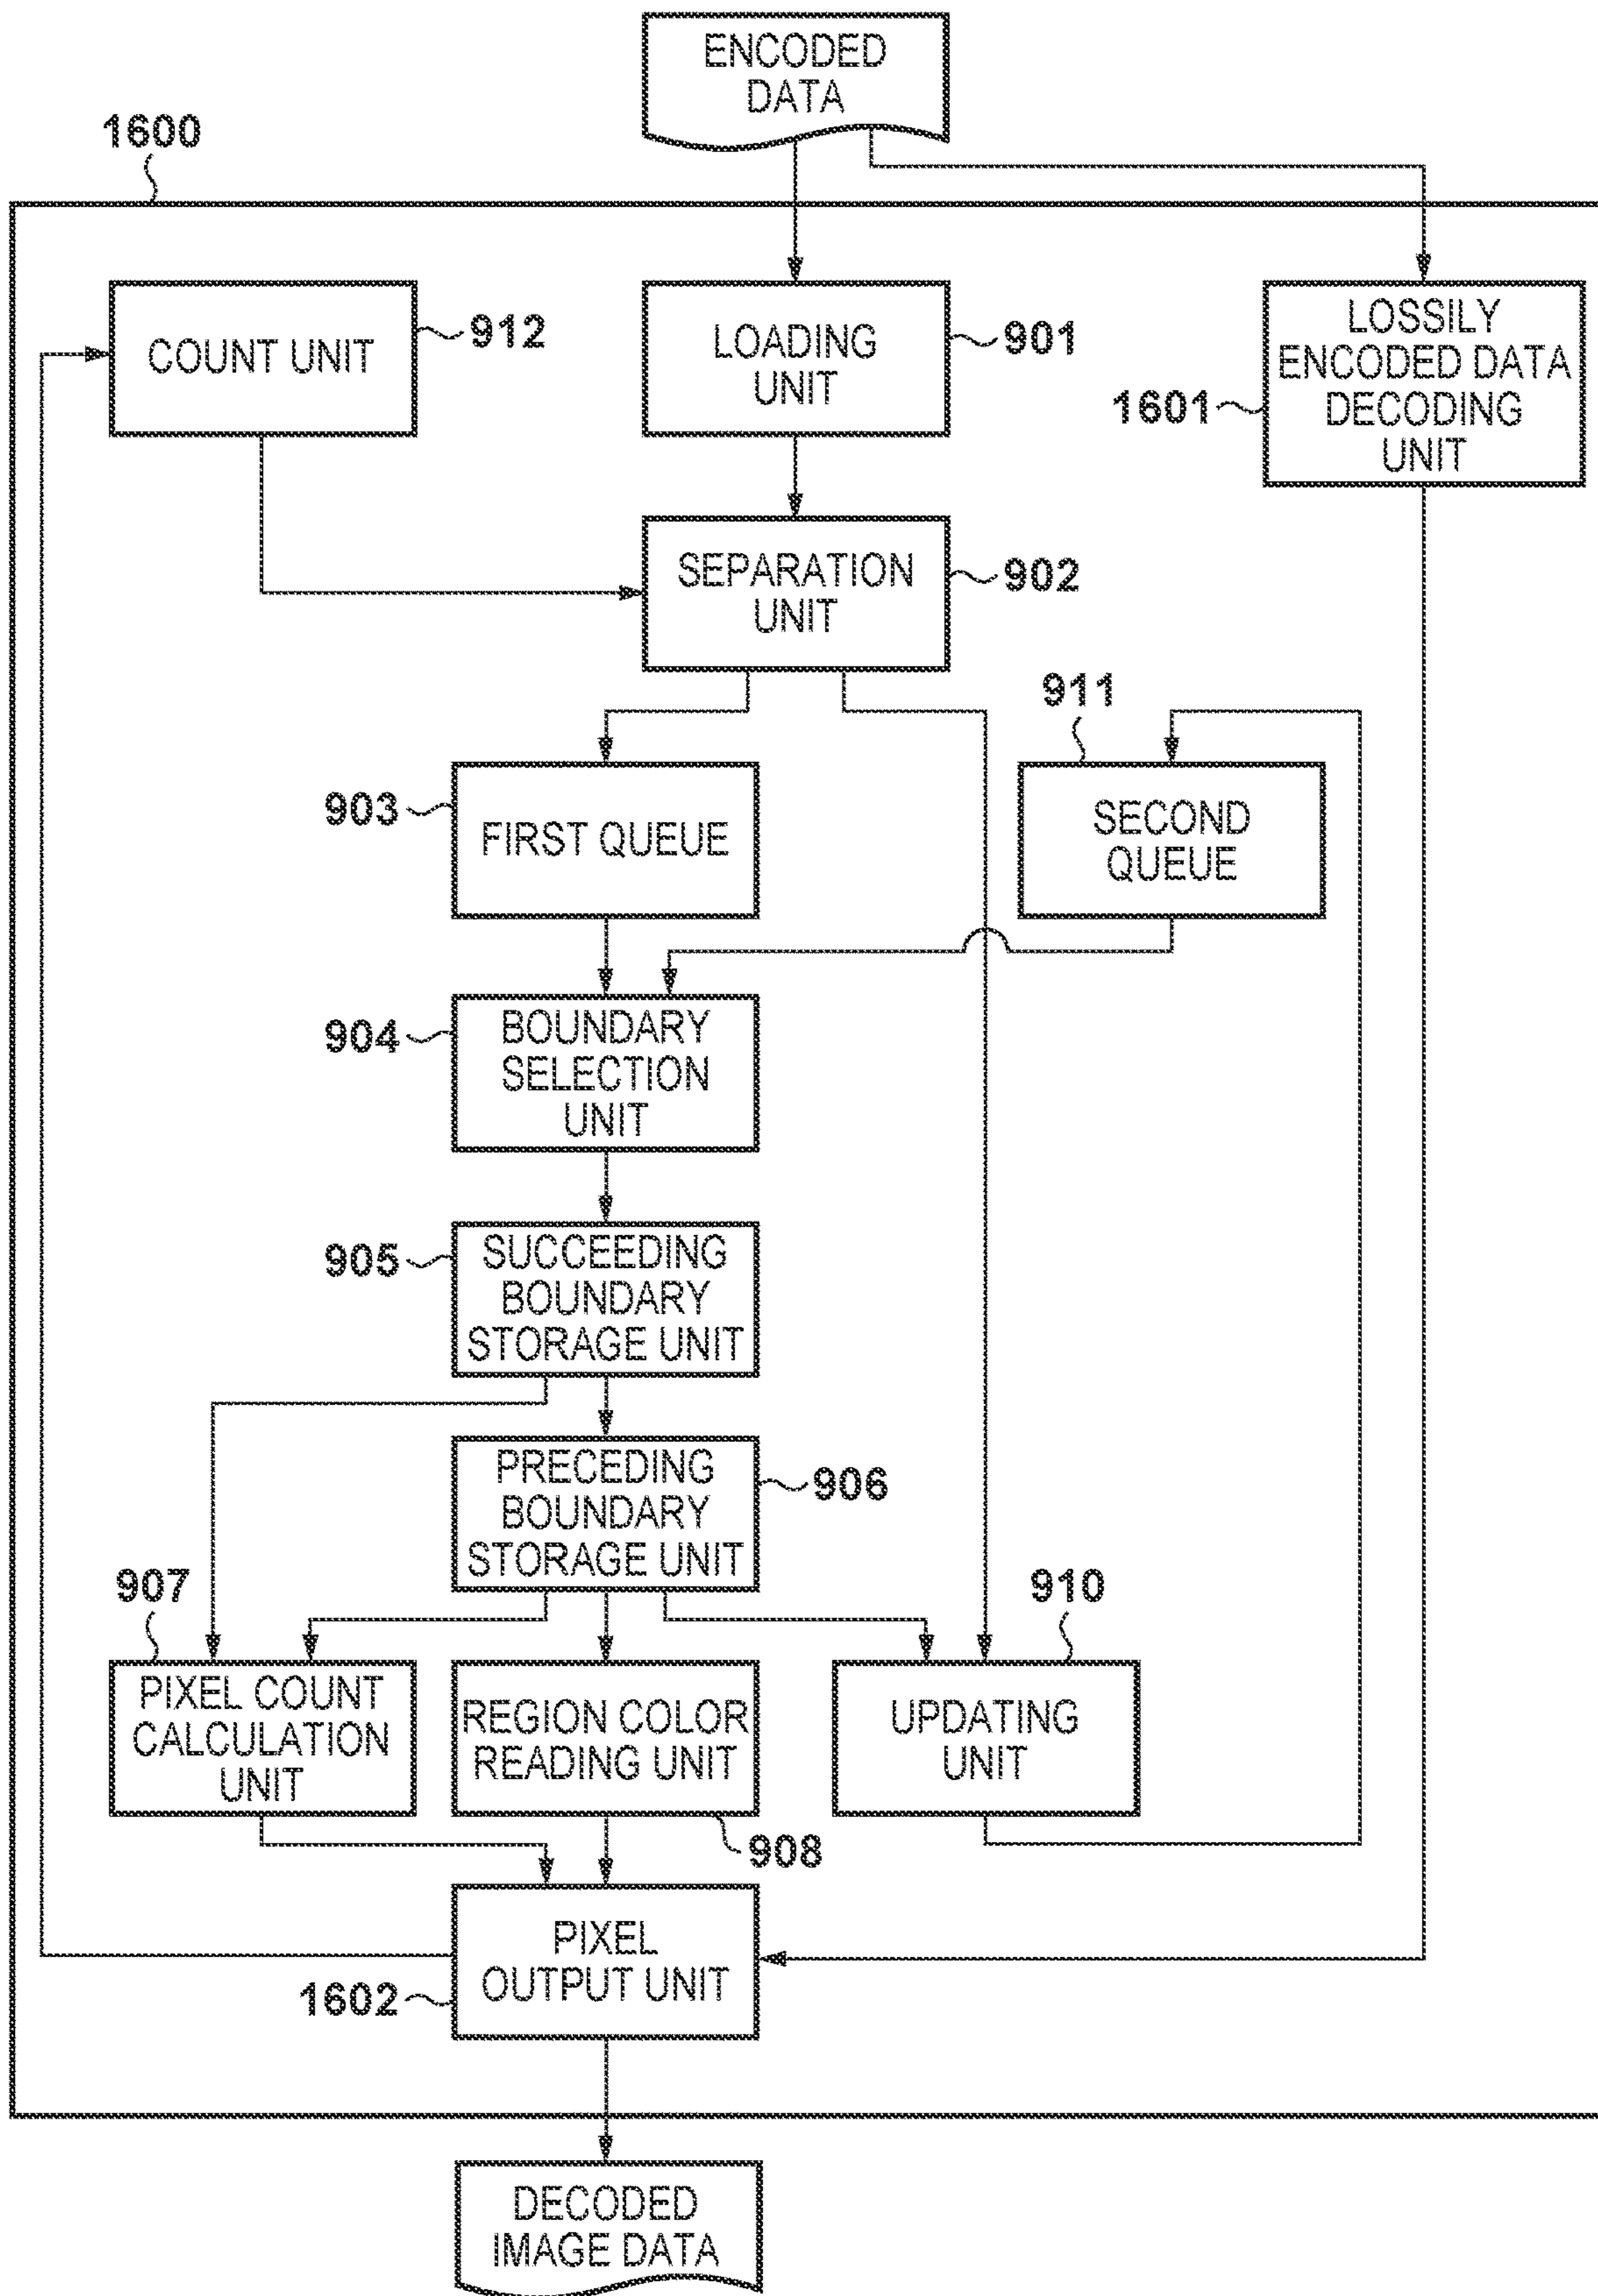 ENCODED
DATA
1600
COUNT UNIT
912
LOADING
UNIT
901
LOSSILY
ENCODED DATA
DECODING
UNIT
1601
SEPARATION
UNIT
902
911
903
FIRST QUEUE
SECOND
QUEUE
904
BOUNDARY
SELECTION
UNIT
905
SUCCEEDING
BOUNDARY
STORAGE UNIT
PRECEDING
BOUNDARY
STORAGE UNIT
906
907
910
PIXEL COUNT
CALCULATION
UNIT
REGION COLOR
READING UNIT
UPDATING
UNIT
908
PIXEL
OUTPUT UNIT
1602
DECODED
IMAGE DATA